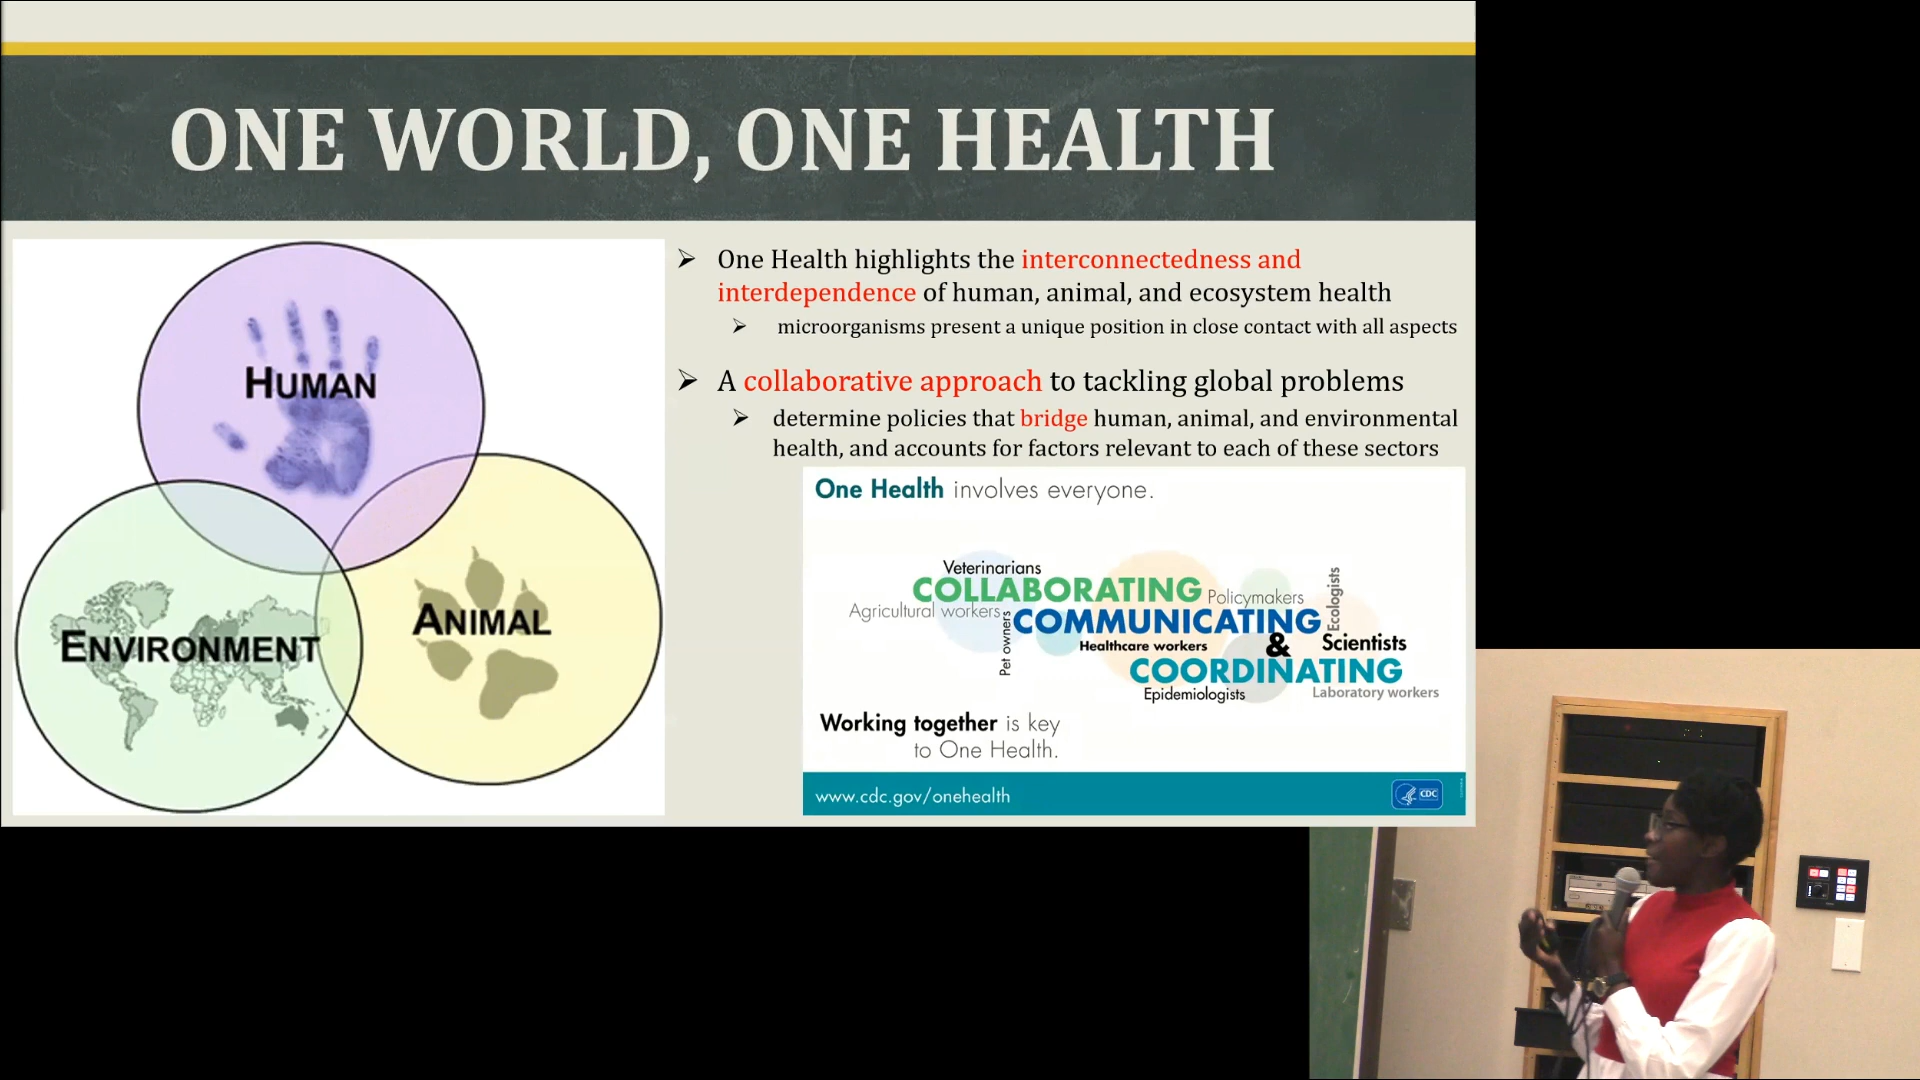 ONE WORLD, ONE HEALTH
HUMAN
ENVIRONMENT
ANIMAL
➢ One Health highlights the interconnectedness and
interdependence of human, animal, and ecosystem health
➢ microorganisms present a unique position in close contact with all aspects
➢ A collaborative approach to tackling global problems
➢ determine policies that bridge human, animal, and environmental
health, and accounts for factors relevant to each of these sectors
One Health involves everyone.
Veterinarians
COLLABORATING
Policymakers
Ecologists
Agricultural workers
COMMUNICATING
Pet owners
Healthcare workers
&
Scientists
COORDINATING
Epidemiologists
Laboratory workers
Working together is key
to One Health.
www.cdc.gov/onehealth
CDC